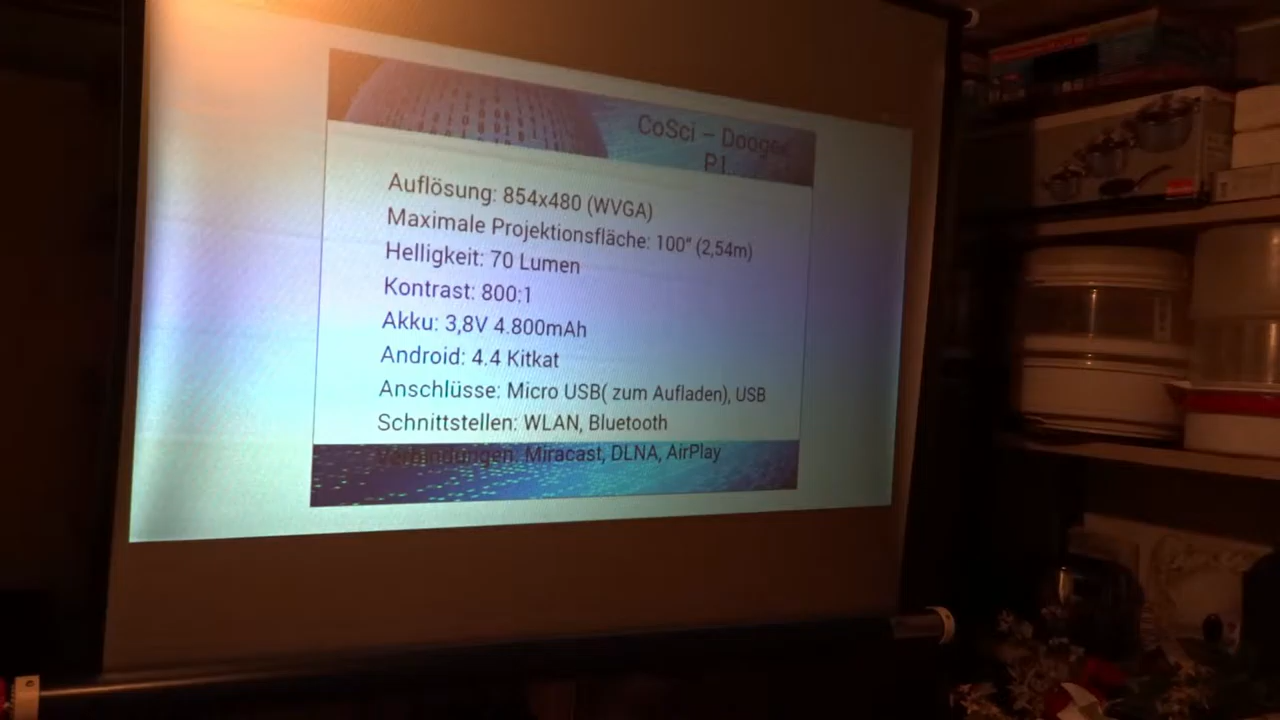 CoSci – Doogee
P1
Auflösung: 854x480 (WVGA)
Maximale Projektionsfläche: 100" (2,54m)
Helligkeit: 70 Lumen
Kontrast: 800:1
Akku: 3,8V 4.800mAh
Android: 4.4 Kitkat
Anschlüsse: Micro USB( zum Aufladen), USB
Schnittstellen: WLAN, Bluetooth
Verbindungen: Miracast, DLNA, AirPlay